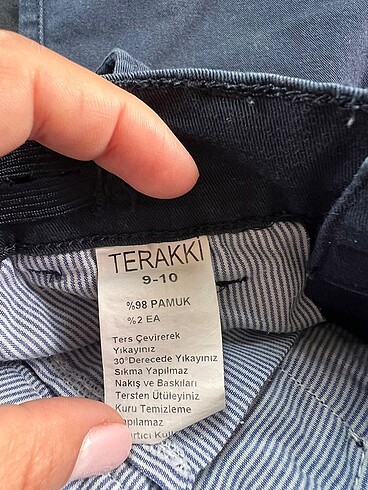 TERAKKİ
9-10
%98 PAMUK
%2 EA
Ters Çevirerek
Yıkayınız
30°Derecede Yıkayınız
Sıkma Yapılmaz
Nakış ve Baskıları
Tersten Ütüleyiniz
Kuru Temizleme